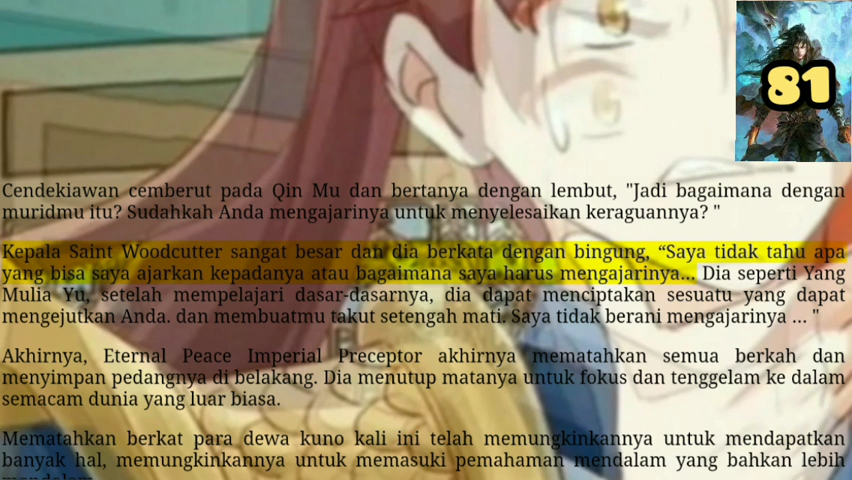 81
Cendekiawan cemberut pada Qin Mu dan bertanya dengan lembut, "Jadi bagaimana dengan
muridmu itu? Sudahkah Anda mengajarinya untuk menyelesaikan keraguannya? "
Kepala Saint Woodcutter sangat besar dan dia berkata dengan bingung, “Saya tidak tahu apa
yang bisa saya ajarkan kepadanya atau bagaimana saya harus mengajarinya... Dia seperti Yang
Mulia Yu, setelah mempelajari dasar-dasarnya, dia dapat menciptakan sesuatu yang dapat
mengejutkan Anda. dan membuatmu takut setengah mati. Saya tidak berani mengajarinya ... "
Akhirnya, Eternal Peace Imperial Preceptor akhirnya mematahkan semua berkah dan
menyimpan pedangnya di belakang. Dia menutup matanya untuk fokus dan tenggelam ke dalam
semacam dunia yang luar biasa.
Mematahkan berkat para dewa kuno kali ini telah memungkinkannya untuk mendapatkan
banyak hal, memungkinkannya untuk memasuki pemahaman mendalam yang bahkan lebih